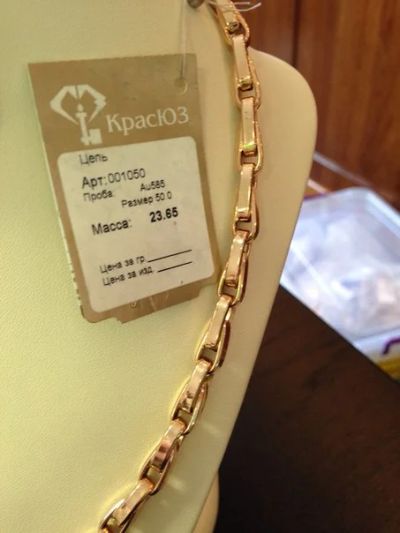 КрасЮЗ
Цепь
Арт:001050
Проба: Au585
Размер 50.0
Масса: 23.65
Цена за гр.
Цена за изд.